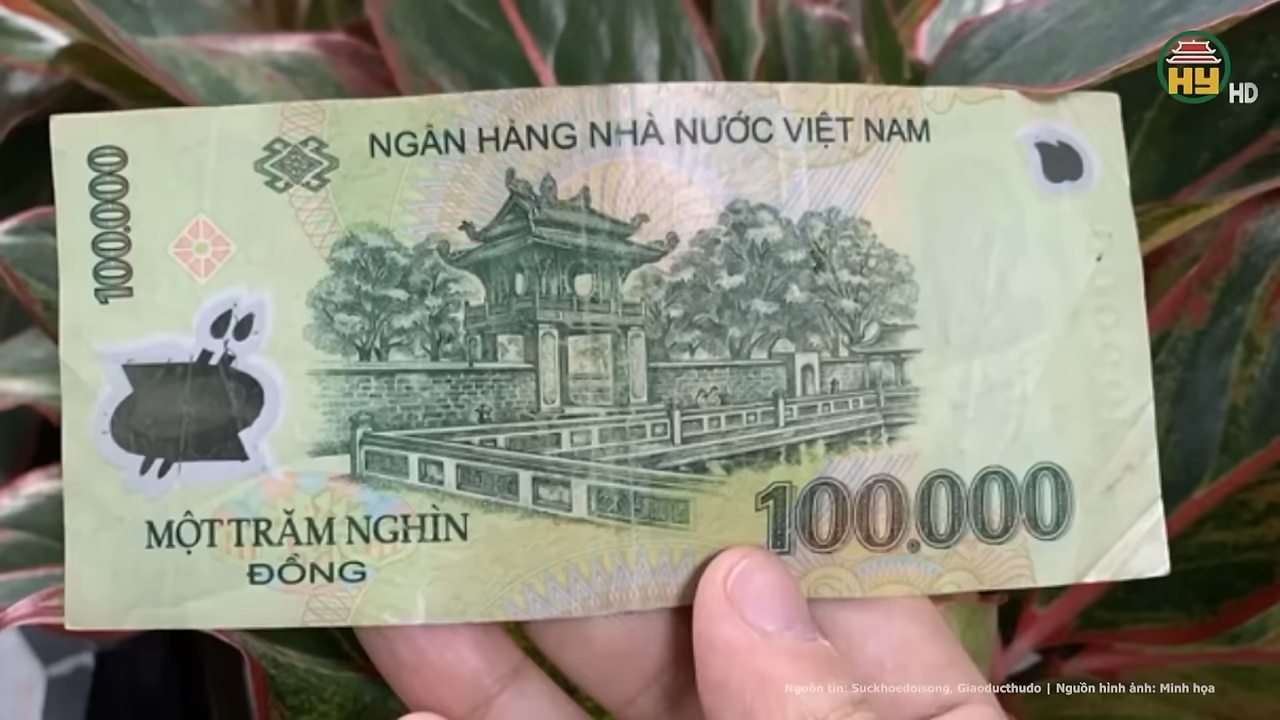 HY HD
NGÂN HÀNG NHÀ NƯỚC VIỆT NAM
100.000
MỘT TRĂM NGHÌN
ĐỒNG
100.000
Nguồn tin: Suckhoedoisong, Giaoducthudo | Nguồn hình ảnh: Minh họa